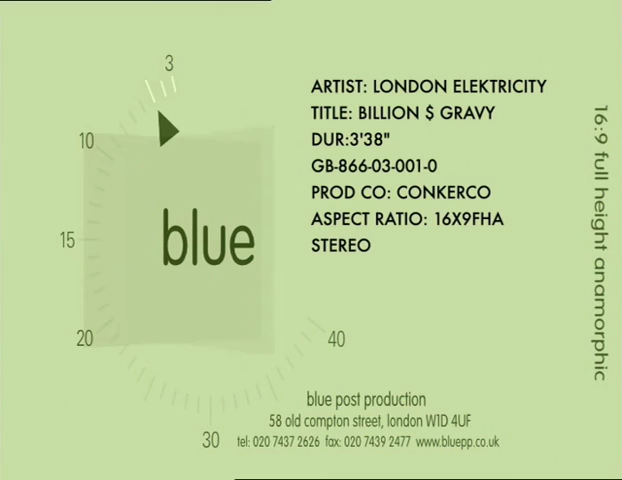 3
10
15
20
30
40
blue
ARTIST: LONDON ELEKTRICITY
TITLE: BILLION $ GRAVY
DUR:3'38"
GB-866-03-001-0
PROD CO: CONKERCO
ASPECT RATIO: 16X9FHA
STEREO
16:9 full height anamorphic
blue post production
58 old compton street, london W1D 4UF
tel: 020 7437 2626 fax: 020 7439 2477 www.bluepp.co.uk